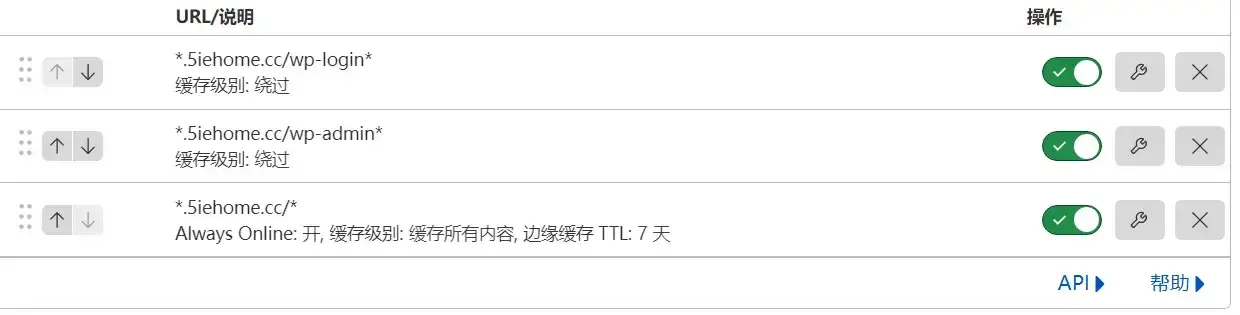 URL/说明 操作
*.5iehome.cc/wp-login*
缓存级别: 绕过
*.5iehome.cc/wp-admin*
缓存级别: 绕过
*.5iehome.cc/*
Always Online: 开, 缓存级别: 缓存所有内容, 边缘缓存 TTL: 7 天
API 帮助